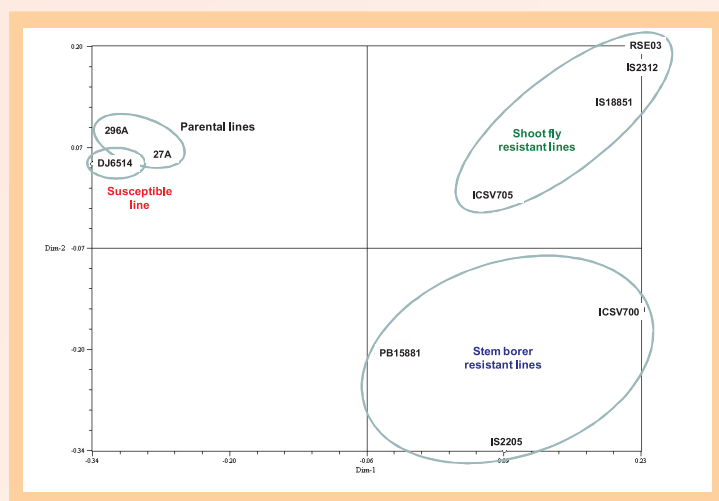 0.20
RSE03
IS2312
IS18851
296A
Parental lines
Shoot fly
resistant lines
0.07
27A
DJ6514
Susceptible
line
ICSV705
Dim-2
-0.07
ICSV700
PB15881
Stem borer
resistant lines
-0.20
IS2205
-0.34
-0.34
-0.20
-0.06
0.23
Dim-1